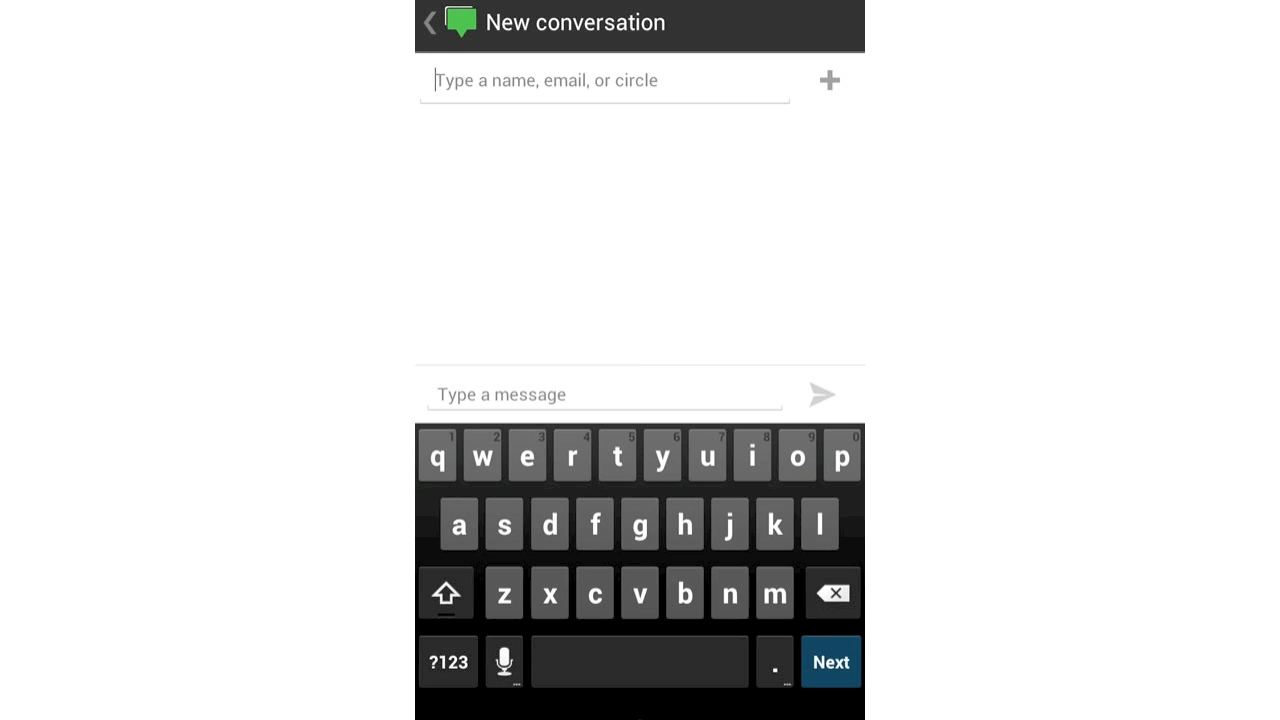 New conversation
Type a name, email, or circle
Type a message
1 2 3 4 5 6 7 8 9 0
q w e r t y u i o p
a s d f g h j k l
z x c v b n m
?123 . ... Next